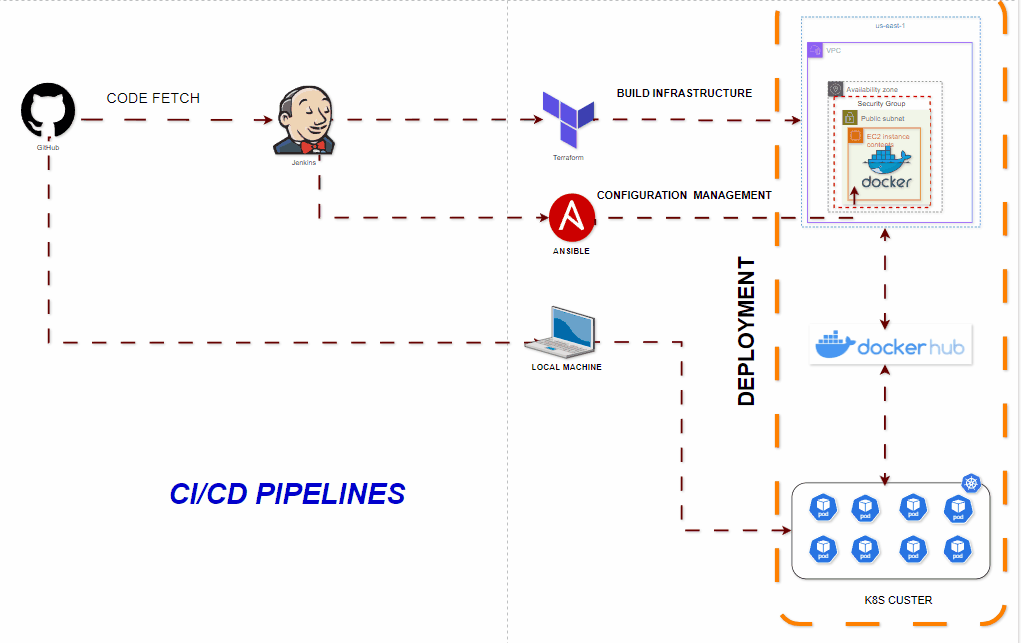 us-east-1
VPC
Availability zone
Security Group
Public subnet
EC2 instance
contents
docker
CODE FETCH
GitHub
Jenkins
BUILD INFRASTRUCTURE
Terraform
CONFIGURATION MANAGEMENT
ANSIBLE
LOCAL MACHINE
DEPLOYMENT
dockerhub
CI/CD PIPELINES
pod
pod
pod
pod
pod
pod
pod
pod
K8S CUSTER